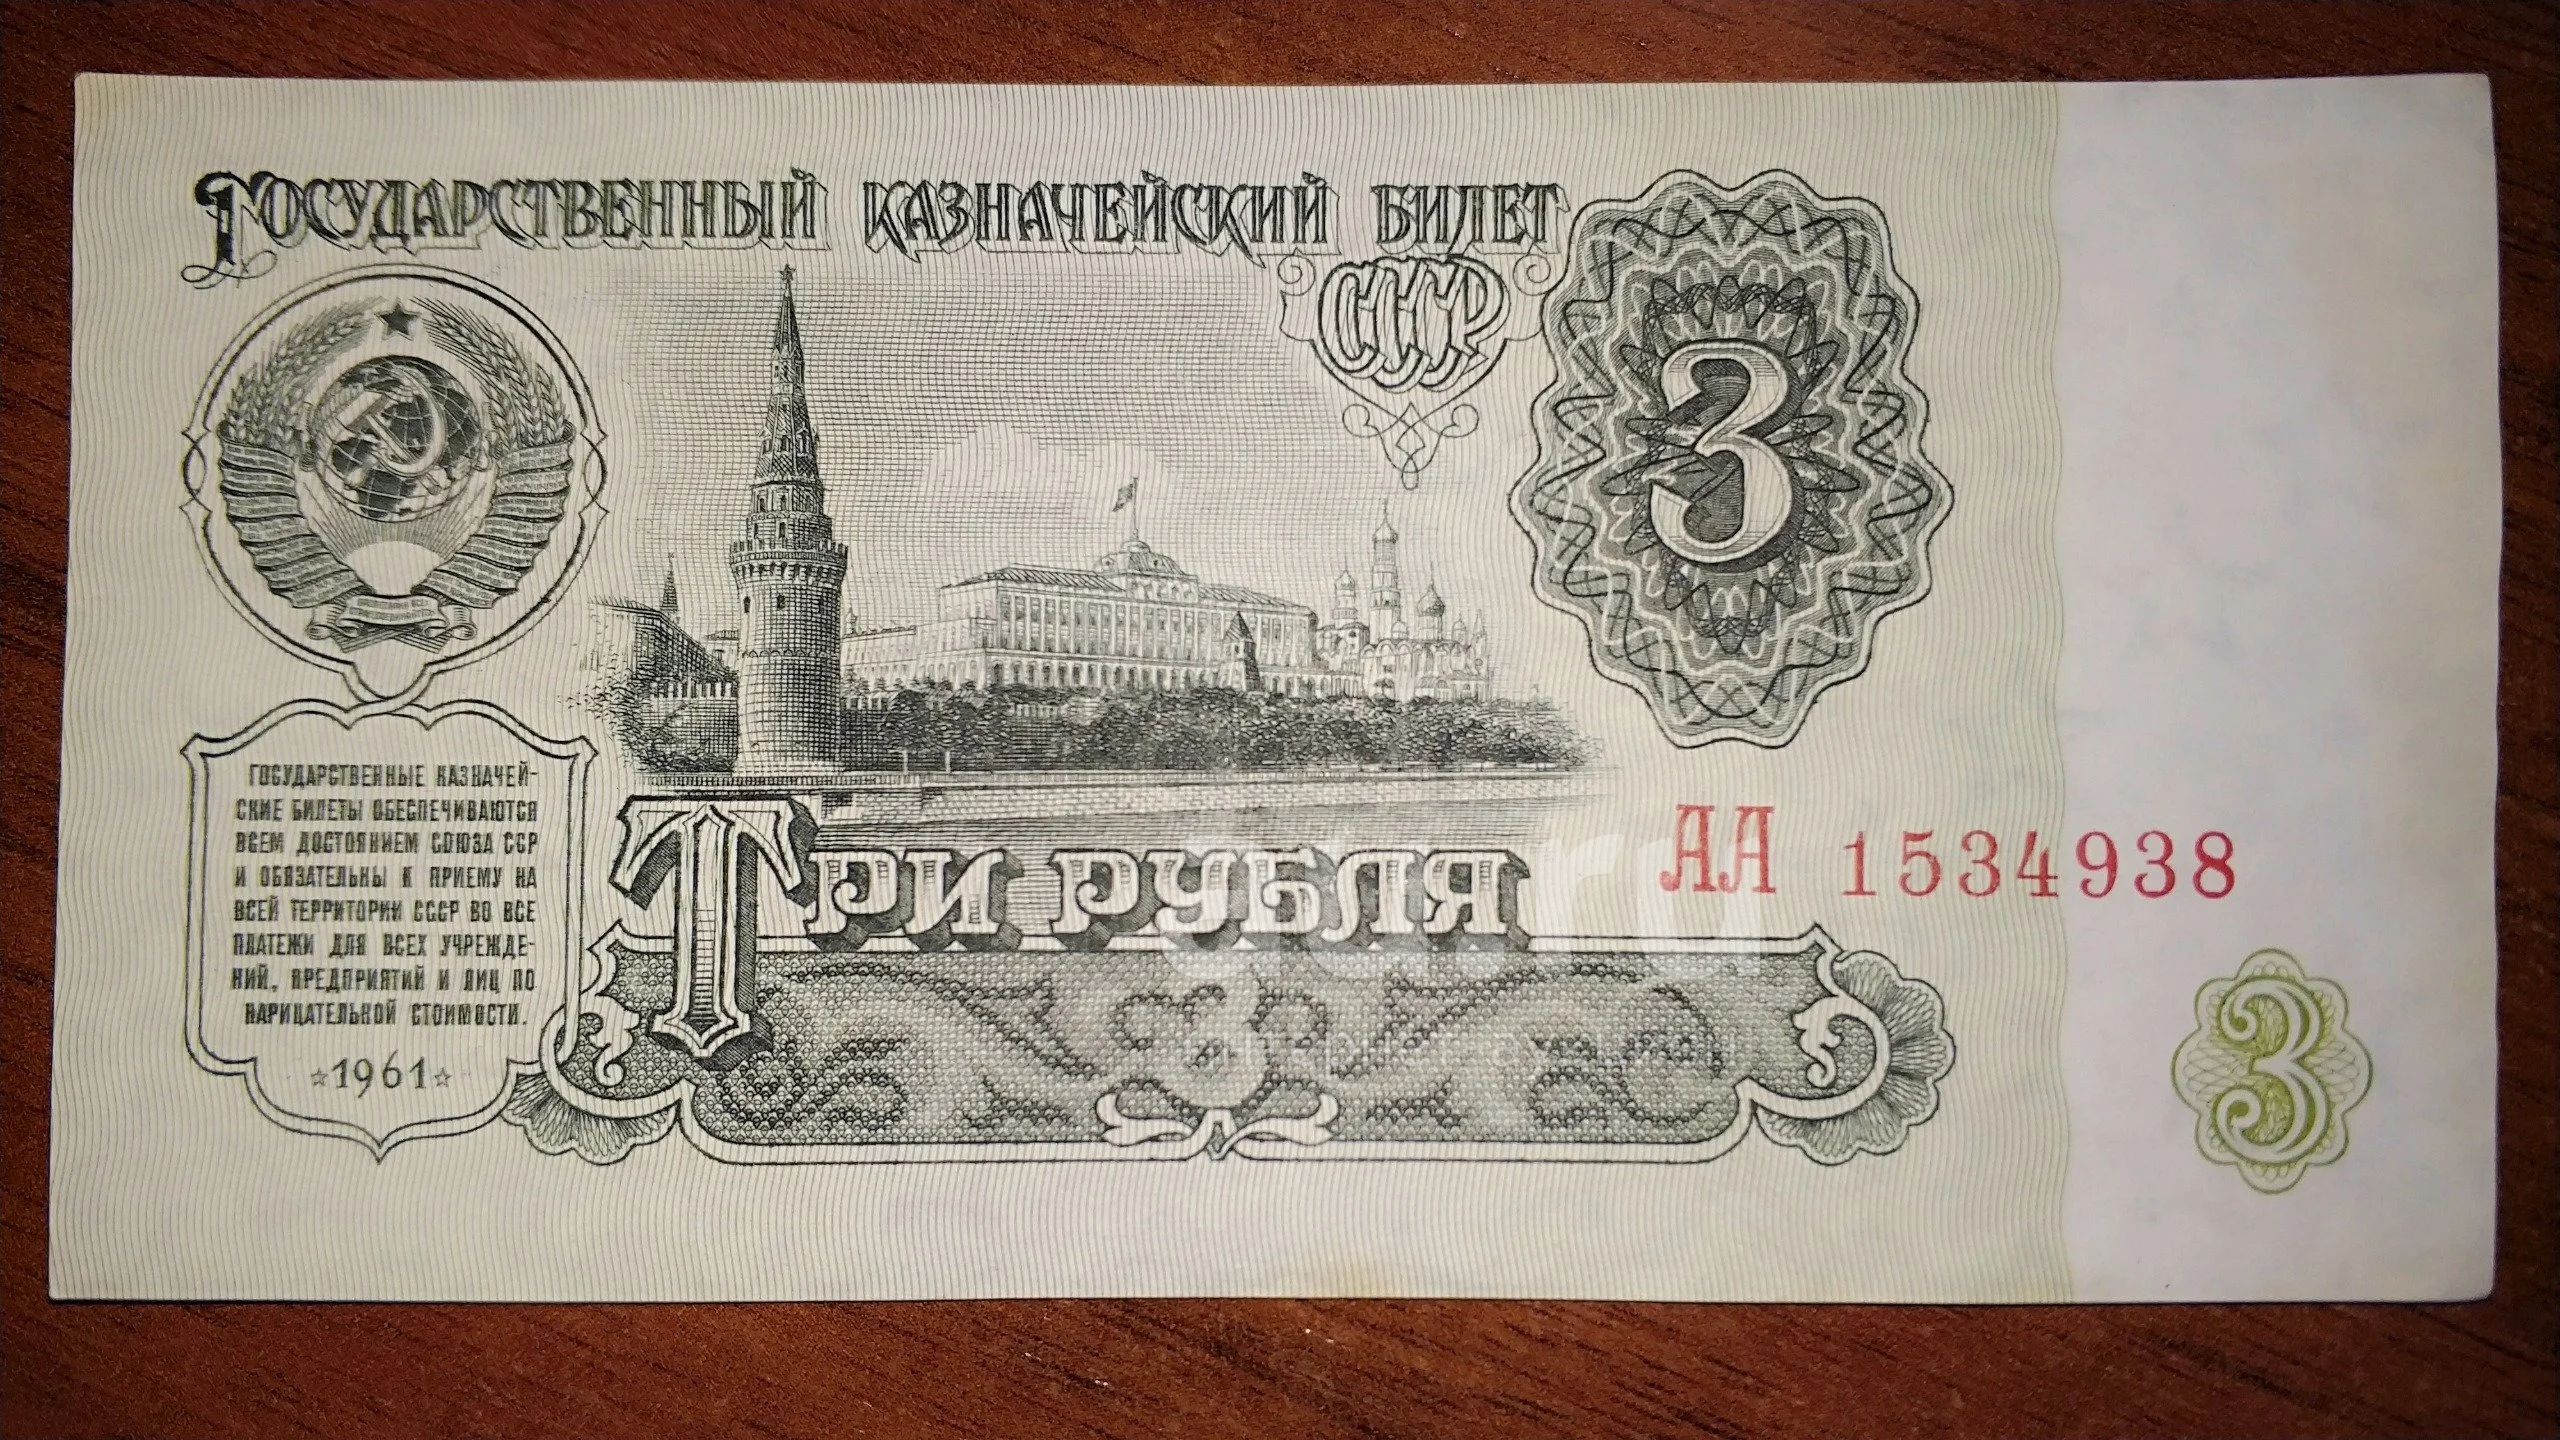 ГОСУДАРСТВЕННЫЙ КАЗНАЧЕЙСКИЙ БИЛЕТ
СССР
3
ГОСУДАРСТВЕННЫЕ КАЗНАЧЕЙ-
СКИЕ БИЛЕТЫ ОБЕСПЕЧИВАЮТСЯ
ВСЕМ ДОСТОЯНИЕМ СОЮЗА ССР
И ОБЯЗАТЕЛЬНЫ К ПРИЕМУ НА
ВСЕЙ ТЕРРИТОРИИ СССР ВО ВСЕ
ПЛАТЕЖИ ДЛЯ ВСЕХ УЧРЕЖДЕ-
НИЙ, ПРЕДПРИЯТИЙ И ЛИЦ ПО
НАРИЦАТЕЛЬНОЙ СТОИМОСТИ.
☆1961☆
ТРИ РУБЛЯ
АА 1534938
3